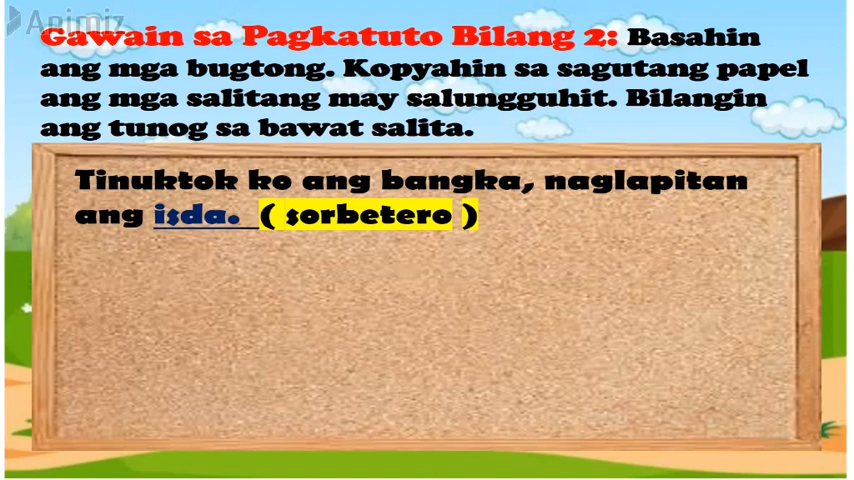 Animiz
Gawain sa Pagkatuto Bilang 2: Basahin
ang mga bugtong. Kopyahin sa sagutang papel
ang mga salitang may salungguhit. Bilangin
ang tunog sa bawat salita.
Tinuktok ko ang bangka, naglapitan
ang isda. ( sorbetero )